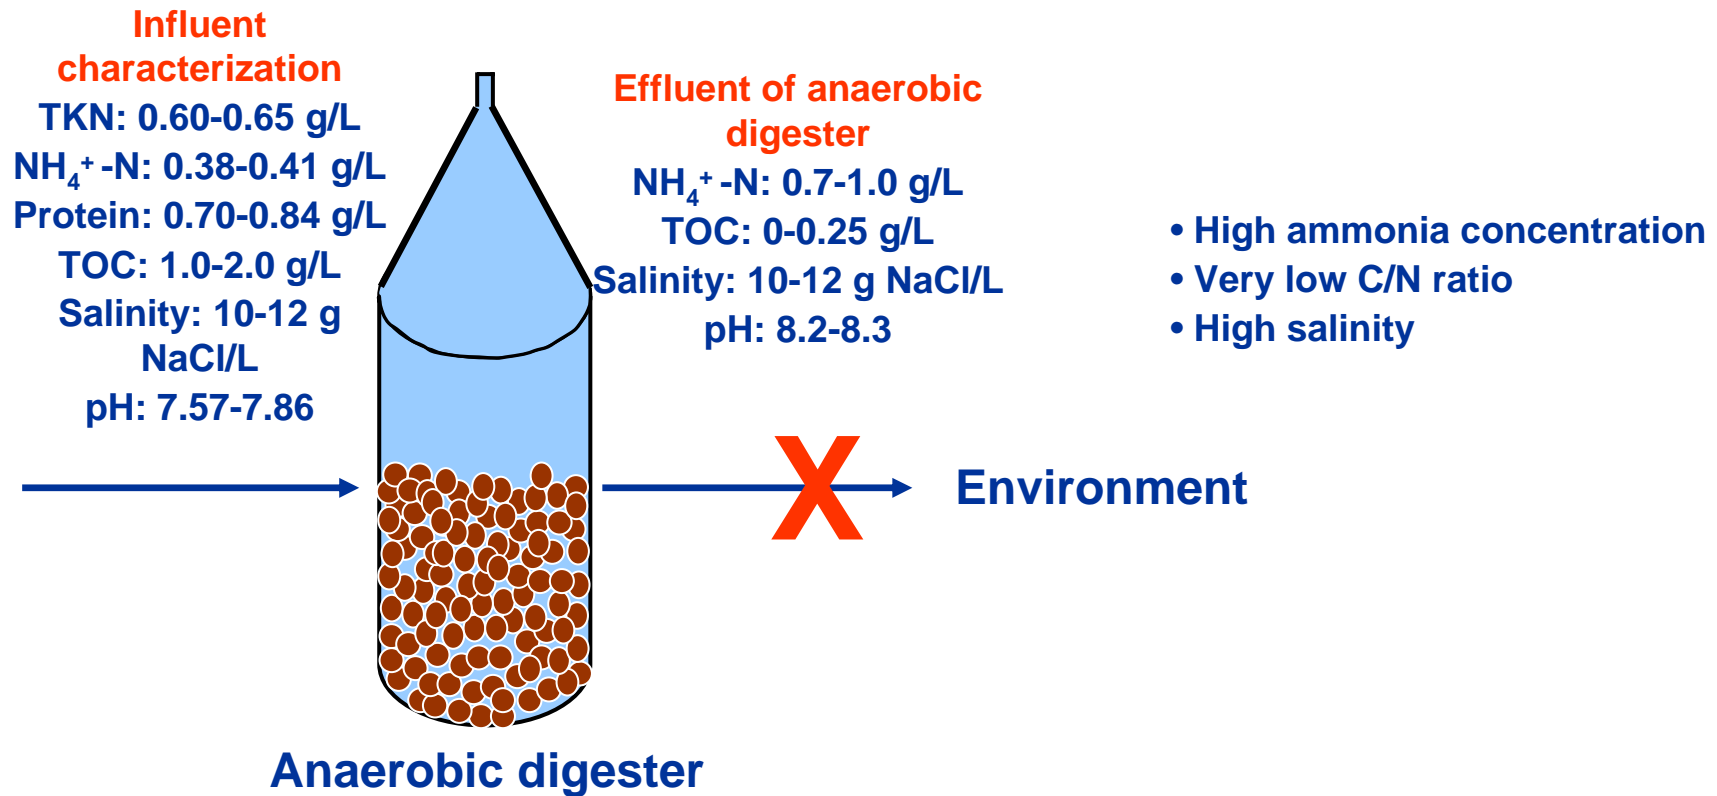 Influent
characterization
TKN: 0.60-0.65 g/L
NH₄⁺ -N: 0.38-0.41 g/L
Protein: 0.70-0.84 g/L
TOC: 1.0-2.0 g/L
Salinity: 10-12 g
NaCl/L
pH: 7.57-7.86
Effluent of anaerobic
digester
NH₄⁺ -N: 0.7-1.0 g/L
TOC: 0-0.25 g/L
Salinity: 10-12 g NaCl/L
pH: 8.2-8.3
• High ammonia concentration
• Very low C/N ratio
• High salinity
X
Environment
Anaerobic digester